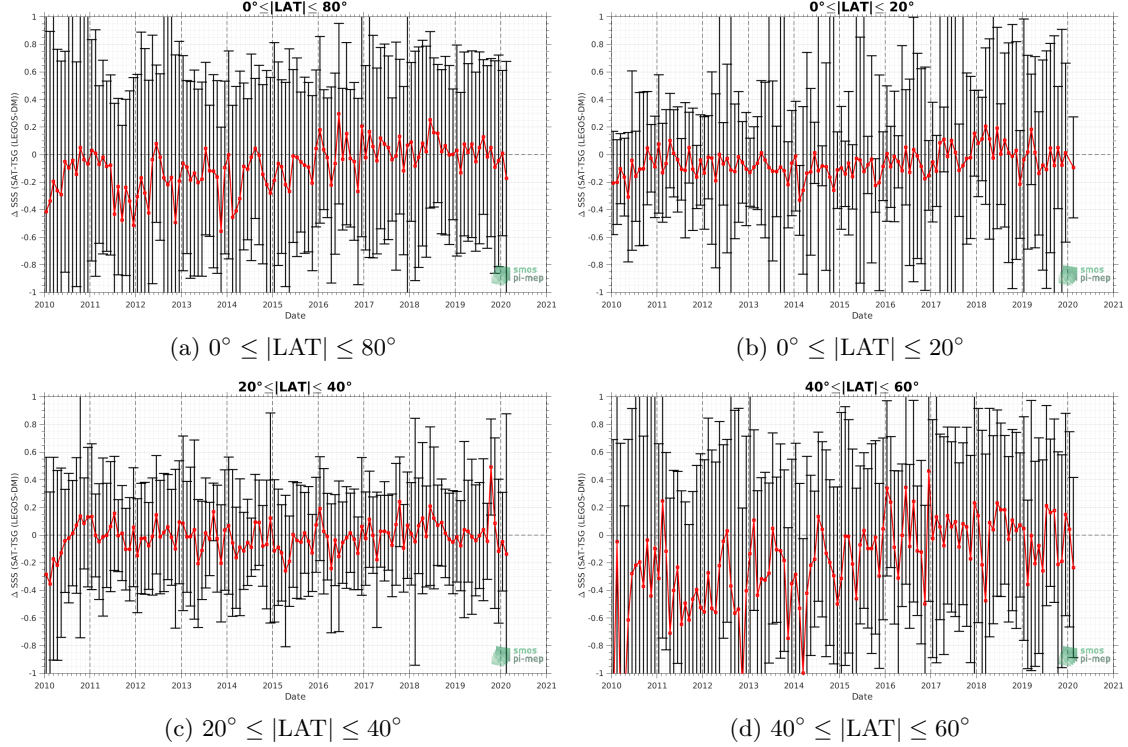 0°≤|LAT|≤ 80°
Δ SSS (SAT-TSG (LEGOS-DM))
1
0.8
0.6
0.4
0.2
0
-0.2
-0.4
-0.6
-0.8
-1
2010 2011 2012 2013 2014 2015 2016 2017 2018 2019 2020 2021
Date
smos
pi-mep
(a) 0° ≤ |LAT| ≤ 80°
0°≤|LAT|≤ 20°
Δ SSS (SAT-TSG (LEGOS-DM))
1
0.8
0.6
0.4
0.2
0
-0.2
-0.4
-0.6
-0.8
-1
2010 2011 2012 2013 2014 2015 2016 2017 2018 2019 2020 2021
Date
smos
pi-mep
(b) 0° ≤ |LAT| ≤ 20°
20°≤|LAT|≤ 40°
Δ SSS (SAT-TSG (LEGOS-DM))
1
0.8
0.6
0.4
0.2
0
-0.2
-0.4
-0.6
-0.8
-1
2010 2011 2012 2013 2014 2015 2016 2017 2018 2019 2020 2021
Date
smos
pi-mep
(c) 20° ≤ |LAT| ≤ 40°
40°≤|LAT|≤ 60°
Δ SSS (SAT-TSG (LEGOS-DM))
1
0.8
0.6
0.4
0.2
0
-0.2
-0.4
-0.6
-0.8
-1
2010 2011 2012 2013 2014 2015 2016 2017 2018 2019 2020 2021
Date
smos
pi-mep
(d) 40° ≤ |LAT| ≤ 60°